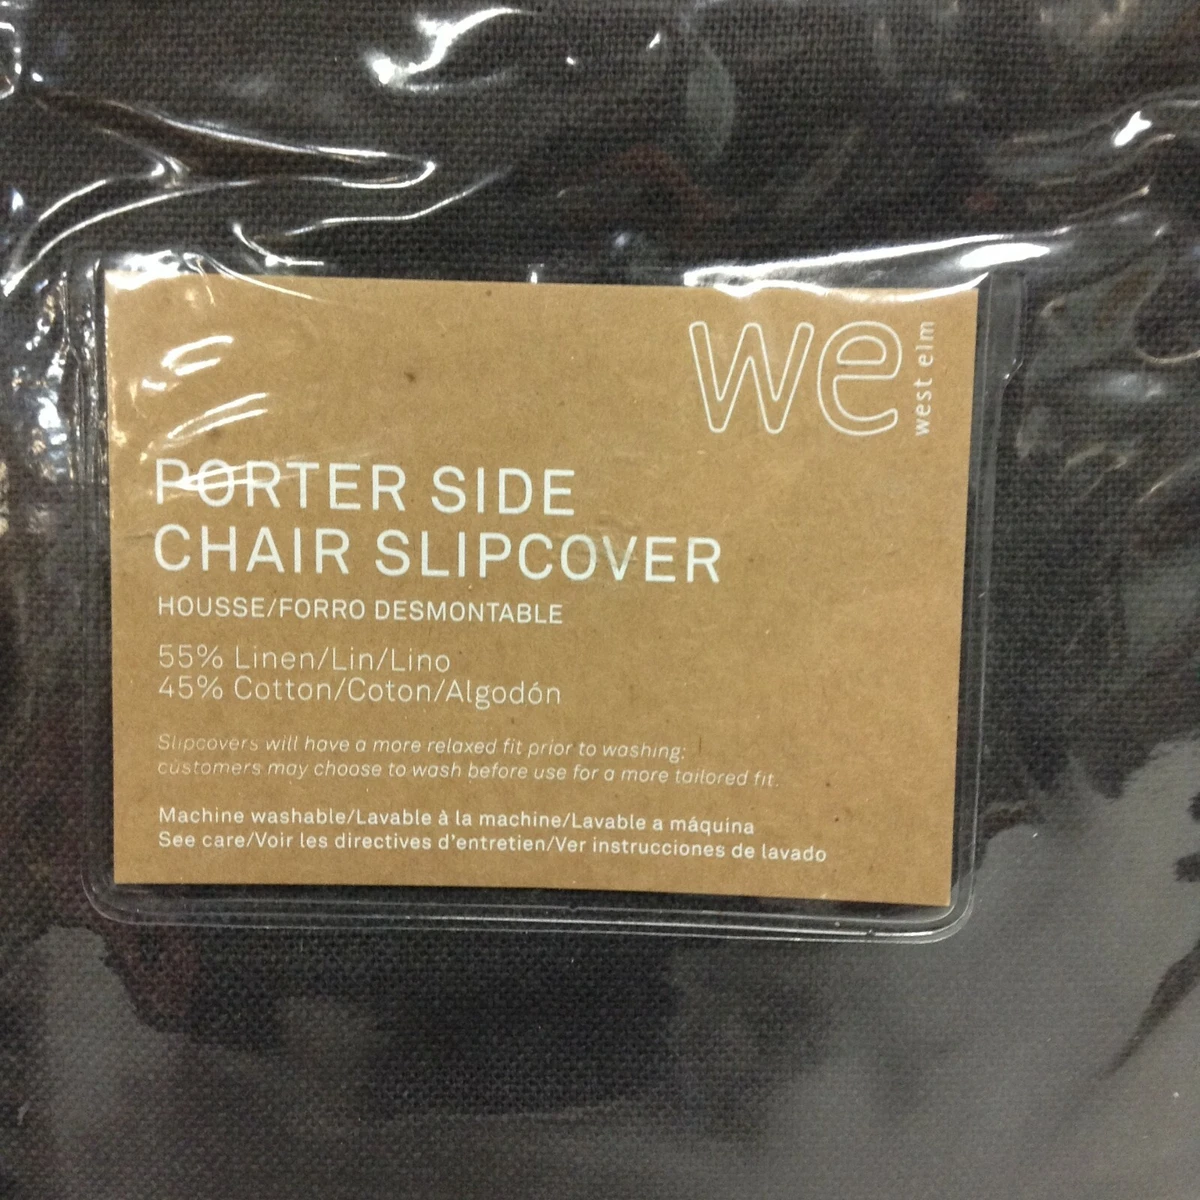 we
west elm
PORTER SIDE
CHAIR SLIPCOVER
HOUSSE/FORRO DESMONTABLE
55% Linen/Lin/Lino
45% Cotton/Coton/Algodón
Slipcovers will have a more relaxed fit prior to washing:
customers may choose to wash before use for a more tailored fit.
Machine washable/Lavable à la machine/Lavable a máquina
See care/Voir les directives d'entretien/Ver instrucciones de lavado